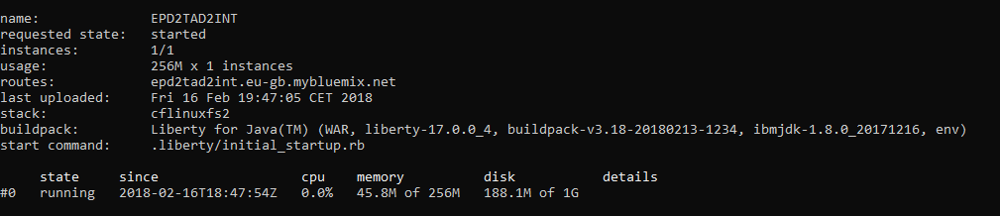 name: EPD2TAD2INT
requested state: started
instances: 1/1
usage: 256M x 1 instances
routes: epd2tad2int.eu-gb.mybluemix.net
last uploaded: Fri 16 Feb 19:47:05 CET 2018
stack: cflinuxfs2
buildpack: Liberty for Java(TM) (WAR, liberty-17.0.0_4, buildpack-v3.18-20180213-1234, ibmjdk-1.8.0_20171216, env)
start command: .liberty/initial_startup.rb
state since cpu memory disk details
#0 running 2018-02-16T18:47:54Z 0.0% 45.8M of 256M 188.1M of 1G